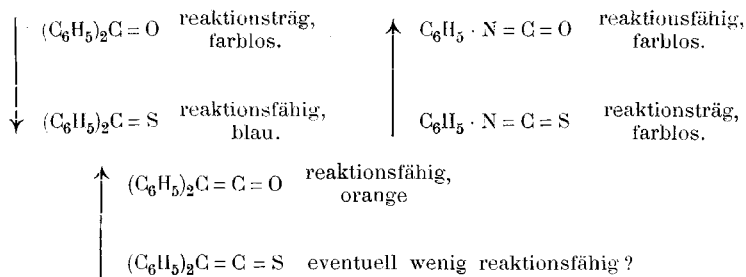 (C₆H₅)₂C = O reaktionsträg, farblos.
C₆H₅ · N = C = O reaktionsfähig, farblos.
(C₆H₅)₂C = S reaktionsfähig, blau.
C₆H₅ · N = C = S reaktionsträg, farblos.
(C₆H₅)₂C = C = O reaktionsfähig, orange
(C₆H₅)₂C = C = S eventuell wenig reaktionsfähig ?